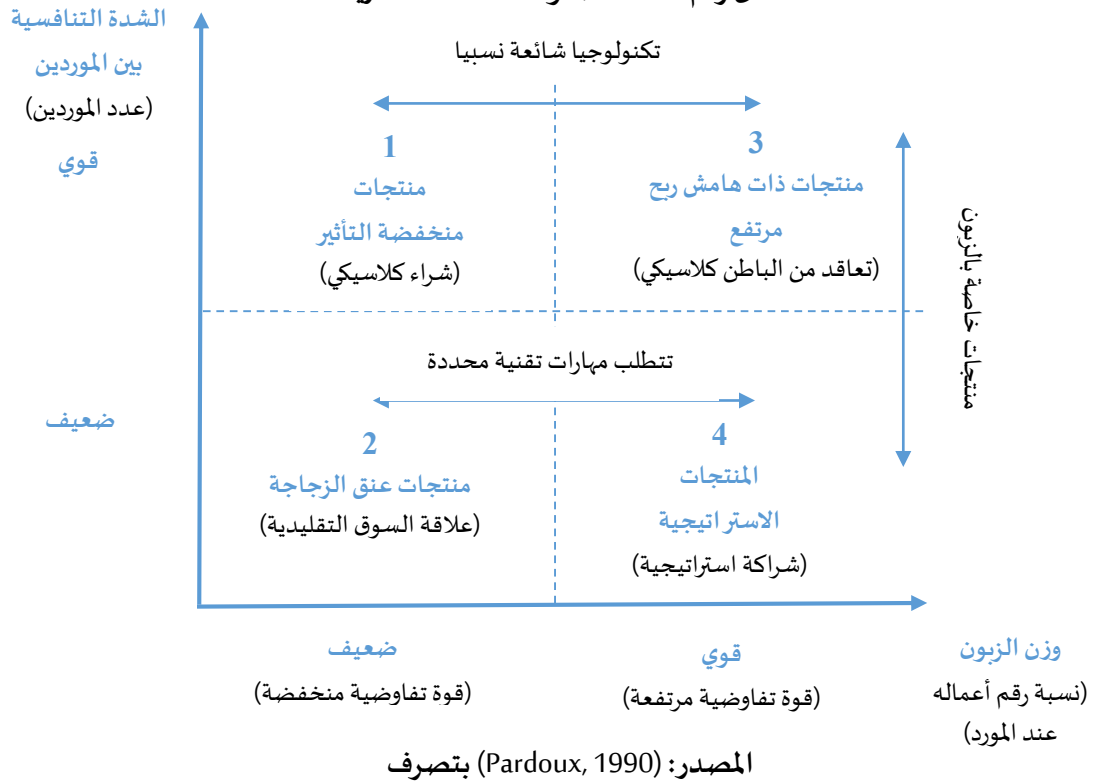 الشدة التنافسية
بين الموردين
(عدد الموردين)
قوي
ضعيف
تكنولوجيا شائعة نسبيا
1
منتجات
منخفضة التأثير
(شراء كلاسيكي)
3
منتجات ذات هامش ربح
مرتفع
(تعاقد من الباطن كلاسيكي)
منتجات خاصة بالزبون
تتطلب مهارات تقنية محددة
2
منتجات عنق الزجاجة
(علاقة السوق التقليدية)
4
المنتجات
الاستراتيجية
(شراكة استراتيجية)
ضعيف
(قوة تفاوضية منخفضة)
قوي
(قوة تفاوضية مرتفعة)
وزن الزبون
(نسبة رقم أعماله
عند المورد)
المصدر: (Pardoux, 1990) بتصرف